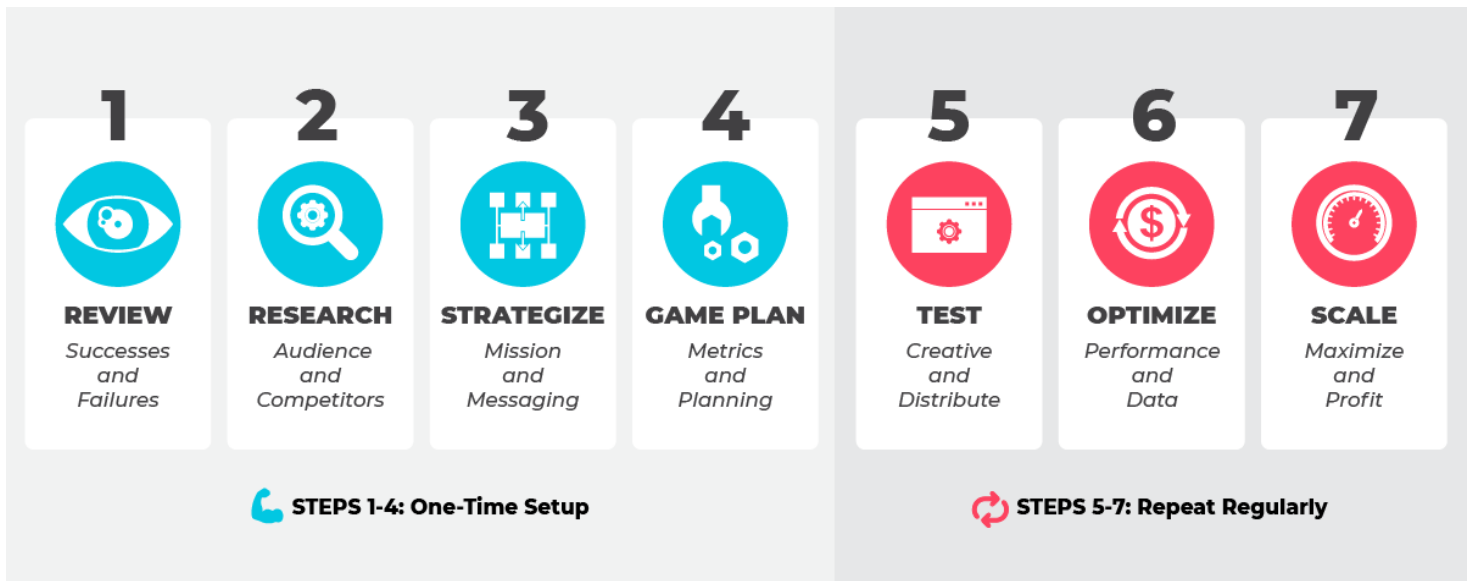 1
REVIEW
Successes
and
Failures
2
RESEARCH
Audience
and
Competitors
3
STRATEGIZE
Mission
and
Messaging
4
GAME PLAN
Metrics
and
Planning
STEPS 1-4: One-Time Setup
5
TEST
Creative
and
Distribute
6
OPTIMIZE
$
Performance
and
Data
7
SCALE
Maximize
and
Profit
STEPS 5-7: Repeat Regularly